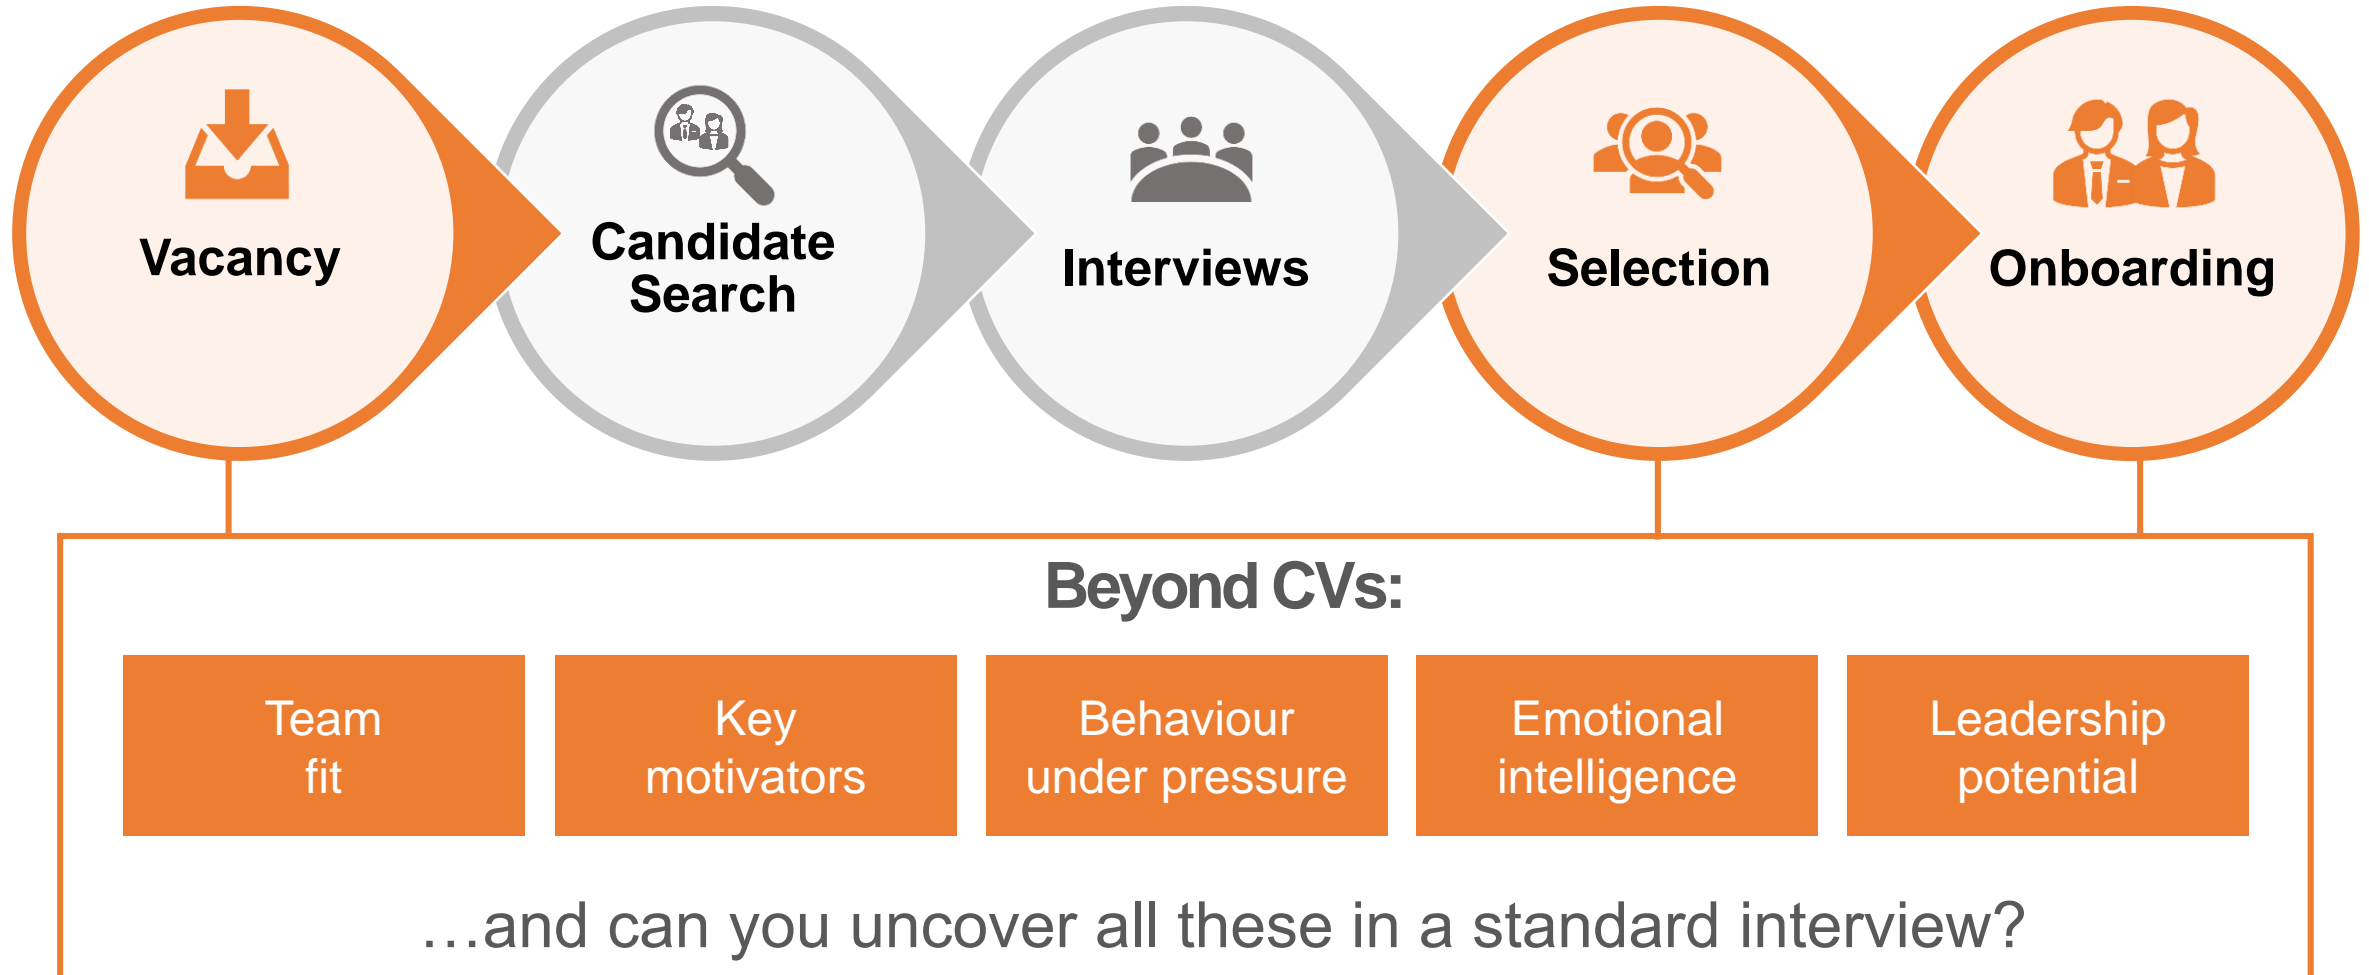 Vacancy
Candidate
Search
Interviews
Selection
Onboarding
Beyond CVs:
Team
fit
Key
motivators
Behaviour
under pressure
Emotional
intelligence
Leadership
potential
…and can you uncover all these in a standard interview?